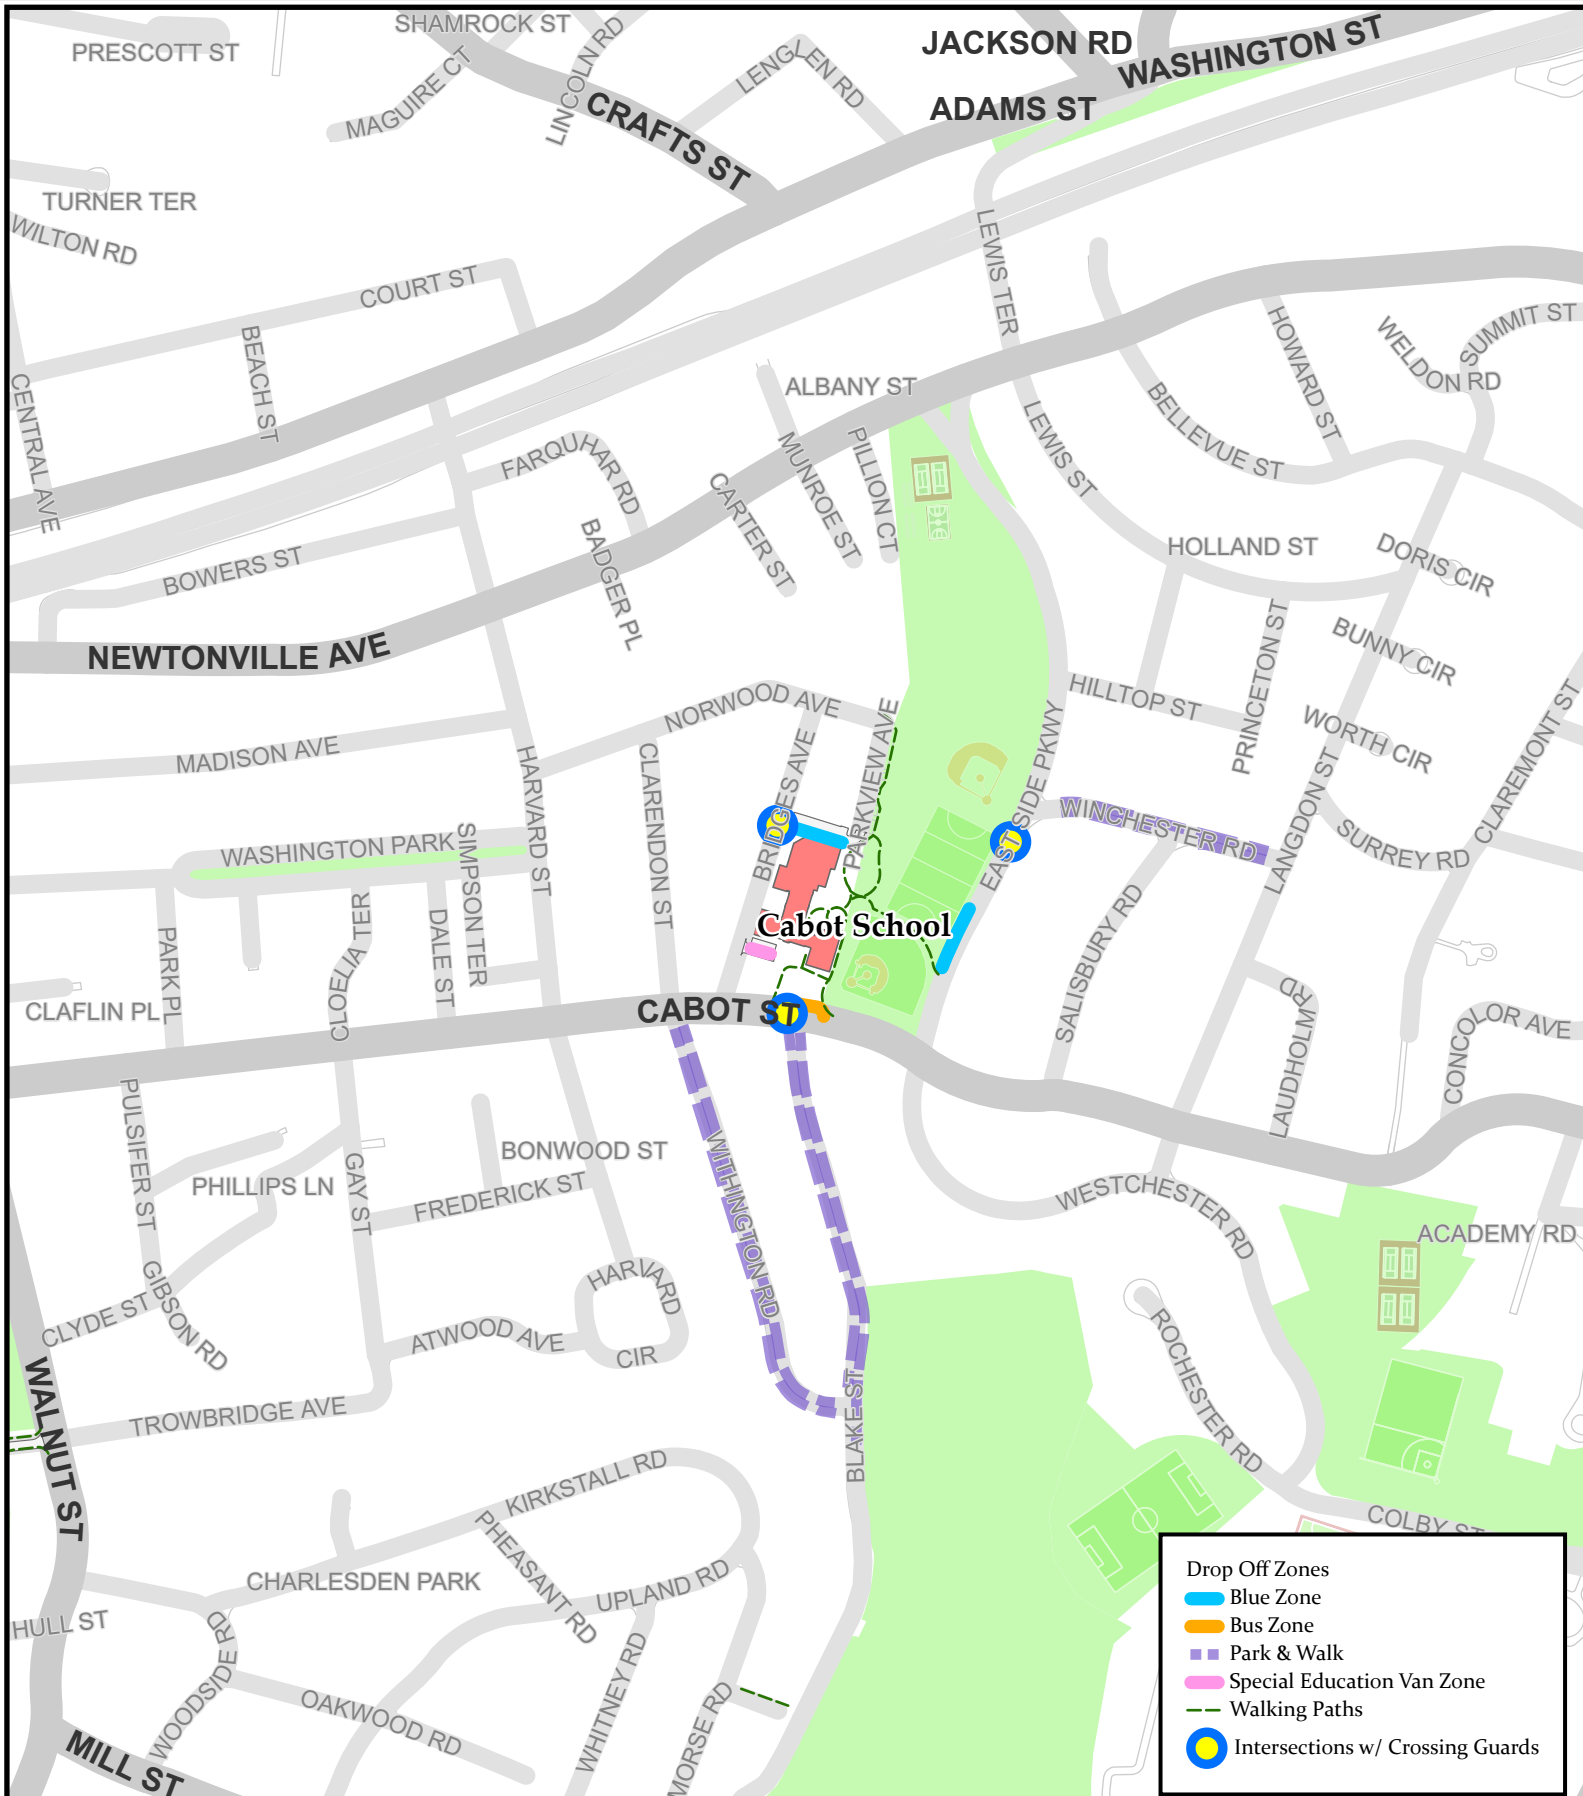 SHAMROCK ST
PRESCOTT ST
MAGUIRE CT
LINCOLN RD
CRAFTS ST
LENGLEN RD
JACKSON RD
WASHINGTON ST
ADAMS ST
TURNER TER
WILTON RD
COURT ST
BEACH ST
CENTRAL AVE
LEWIS TER
ALBANY ST
HOWARD ST
WELDON RD
SUMMIT ST
BELLEVUE ST
LEWIS ST
FARQUHAR RD
MUNROE ST
PILLION CT
CARTER ST
BADGER PL
BOWERS ST
HOLLAND ST
DORIS CIR
BUNNY CIR
NEWTONVILLE AVE
PRINCETON ST
HILLTOP ST
WORTH CIR
CLAREMONT ST
NORWOOD AVE
MADISON AVE
HARVARD ST
CLARENDON ST
BRIDGES AVE
PARKVIEW AVE
EAST SIDE PKWY
WINCHESTER RD
LANGDON ST
SURREY RD
WASHINGTON PARK
SIMPSON TER
DALE ST
CLOELIA TER
PARK PL
CLAFLIN PL
Cabot School
SALISBURY RD
LAUDHOLM RD
CONCOLOR AVE
CABOT ST
PULSIFER ST
PHILLIPS LN
GAY ST
BONWOOD ST
FREDERICK ST
WITHINGTON RD
WESTCHESTER RD
ACADEMY RD
CLYDE ST
GIBSON RD
ATWOOD AVE
HARVARD
CIR
ROCHESTER RD
WALNUT ST
TROWBRIDGE AVE
BLAKE ST
KIRKSTALL RD
PHEASANT RD
COLBY ST
CHARLESDEN PARK
UPLAND RD
HULL ST
WOODSIDE RD
WHITNEY RD
OAKWOOD RD
MORSE RD
MILL ST
Drop Off Zones
Blue Zone
Bus Zone
Park & Walk
Special Education Van Zone
Walking Paths
Intersections w/ Crossing Guards